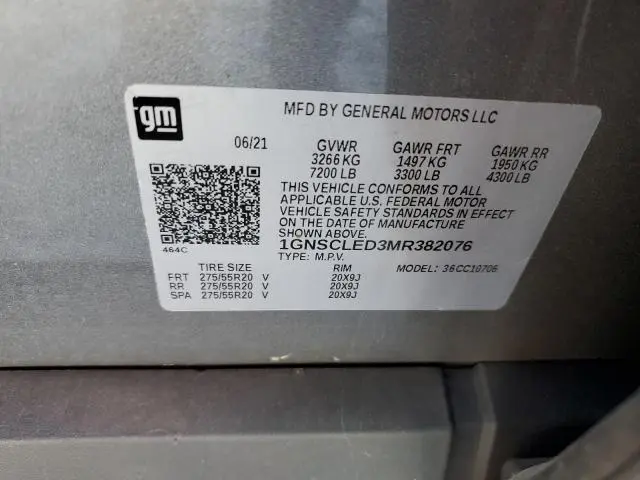 gm
MFD BY GENERAL MOTORS LLC
06/21 GVWR GAWR FRT GAWR RR
3266 KG 1497 KG 1950 KG
7200 LB 3300 LB 4300 LB
THIS VEHICLE CONFORMS TO ALL
APPLICABLE U.S. FEDERAL MOTOR
VEHICLE SAFETY STANDARDS IN EFFECT
ON THE DATE OF MANUFACTURE
SHOWN ABOVE.
464C
1GNSCLED3MR382076
TYPE: M.P.V. MODEL: 36CC10706
TIRE SIZE RIM
FRT 275/55R20 V 20X9J
RR 275/55R20 V 20X9J
SPA 275/55R20 V 20X9J